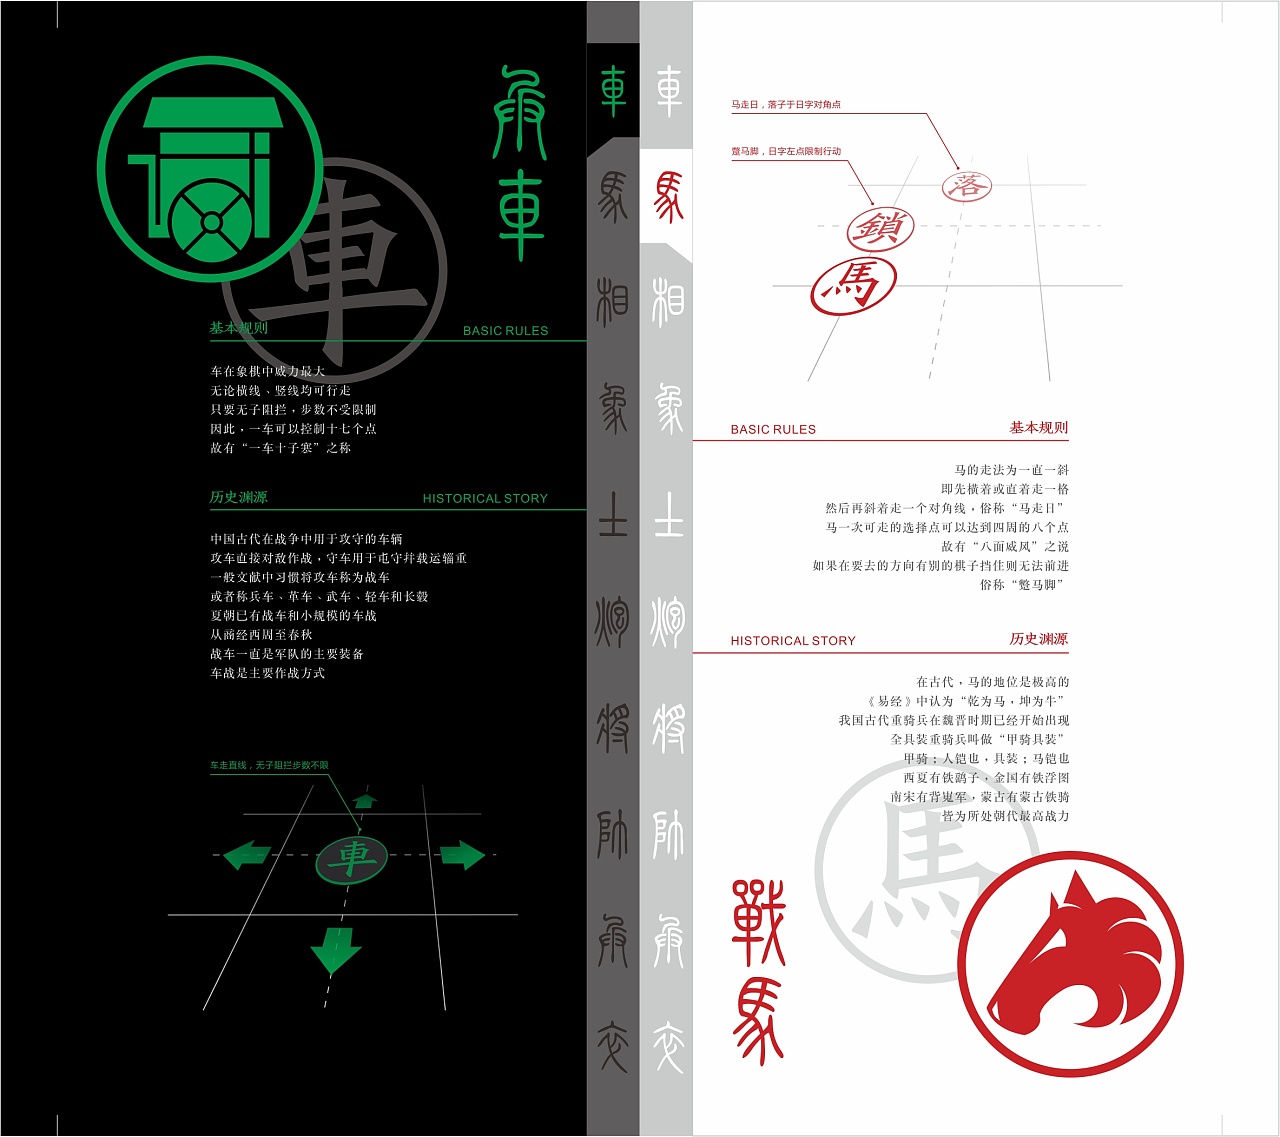 兵車
車
基本规则 BASIC RULES
车在象棋中威力最大
无论横线、竖线均可行走
只要无子阻拦，步数不受限制
因此，一车可以控制十七个点
故有“一车十子寒”之称
历史渊源 HISTORICAL STORY
中国古代在战争中用于攻守的车辆
攻车直接对敌作战，守车用于屯守并载运辎重
一般文献中习惯将攻车称为战车
或者称兵车、革车、武车、轻车和长毂
夏朝已有战车和小规模的车战
从商经西周至春秋
战车一直是军队的主要装备
车战是主要作战方式
车走直线，无子阻拦步数不限
車
車
馬
相
象
士
炮
將
帥
兵
卒
車
馬
相
象
士
炮
將
帥
兵
卒
马走日，落子于日字对角点
蹩马脚，日字左点限制行动
落
鎖
馬
BASIC RULES 基本规则
马的走法为一直一斜
即先横着或直着走一格
然后再斜着走一个对角线，俗称“马走日”
马一次可走的选择点可以达到四周的八个点
故有“八面威风”之说
如果在要去的方向有别的棋子挡住则无法前进
俗称“蹩马脚”
HISTORICAL STORY 历史渊源
在古代，马的地位是极高的
《易经》中认为“乾为马，坤为牛”
我国古代重骑兵在魏晋时期已经开始出现
全具装重骑兵叫做“甲骑具装”
甲骑；人铠也，具装；马铠也
西夏有铁鹞子，金国有铁浮图
南宋有背嵬军，蒙古有蒙古铁骑
皆为所处朝代最高战力
馬
戰馬